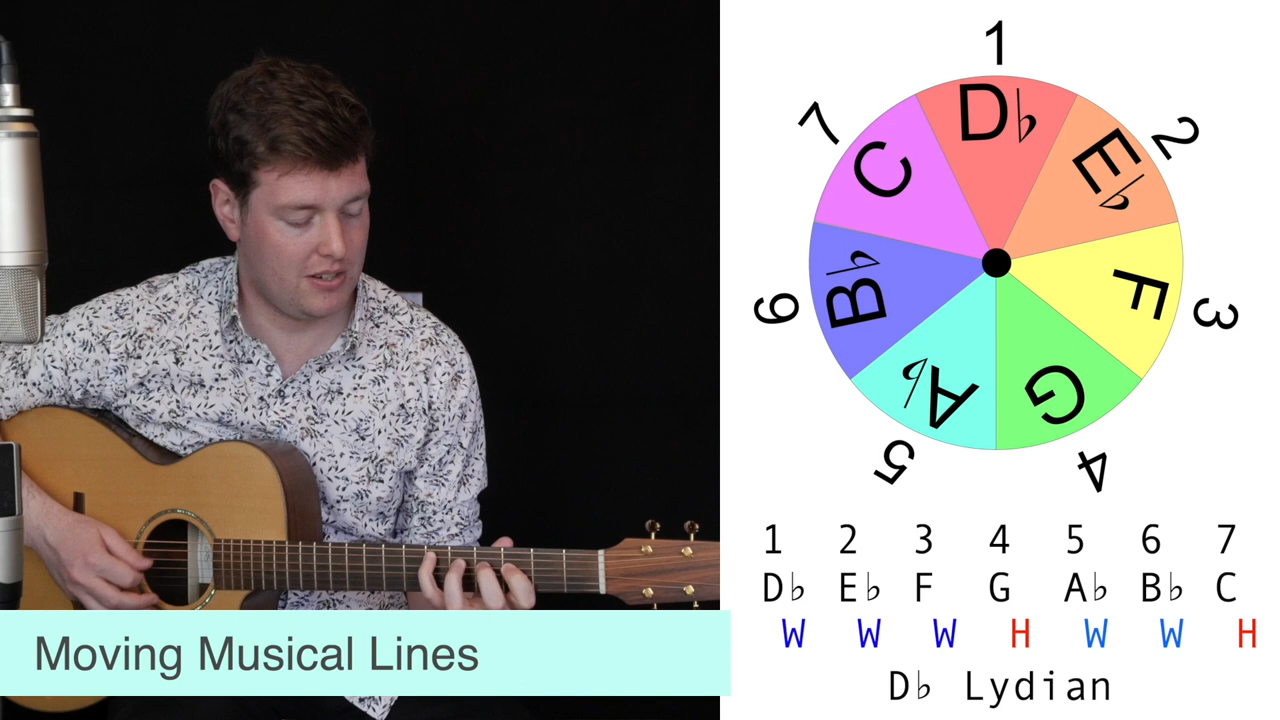 Moving Musical Lines
1
D♭
2
E♭
3
F
4
G
5
A♭
6
B♭
7
C
1 2 3 4 5 6 7
D♭ E♭ F G A♭ B♭ C
W W W H W W H
D♭ Lydian